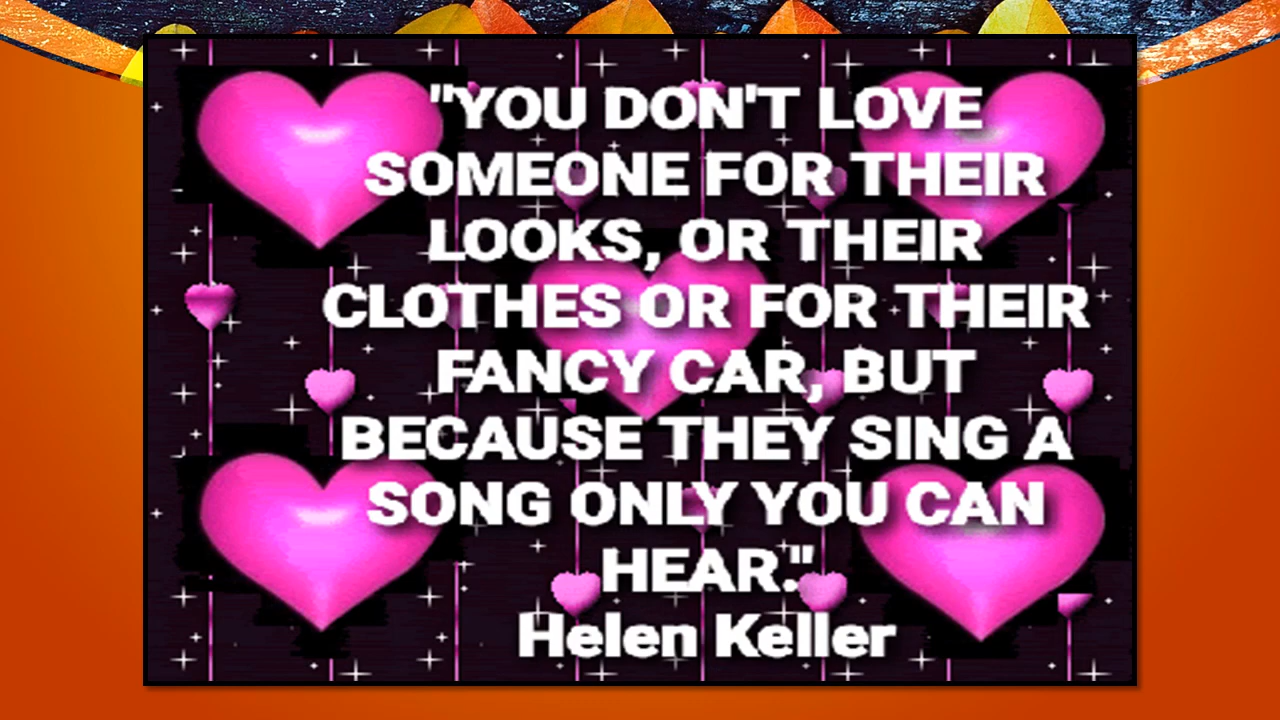 "YOU DON'T LOVE
SOMEONE FOR THEIR
LOOKS, OR THEIR
CLOTHES OR FOR THEIR
FANCY CAR, BUT
BECAUSE THEY SING A
SONG ONLY YOU CAN
HEAR."
Helen Keller